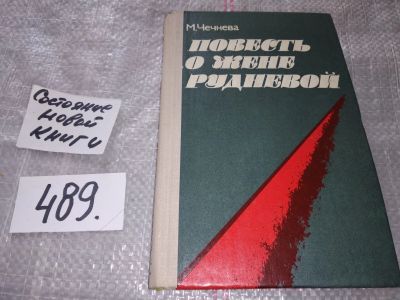 М. Чечнева
ПОВЕСТЬ
О ЖЕНЕ
РУДНЕВОЙ
Состояние
новой
книги
489.